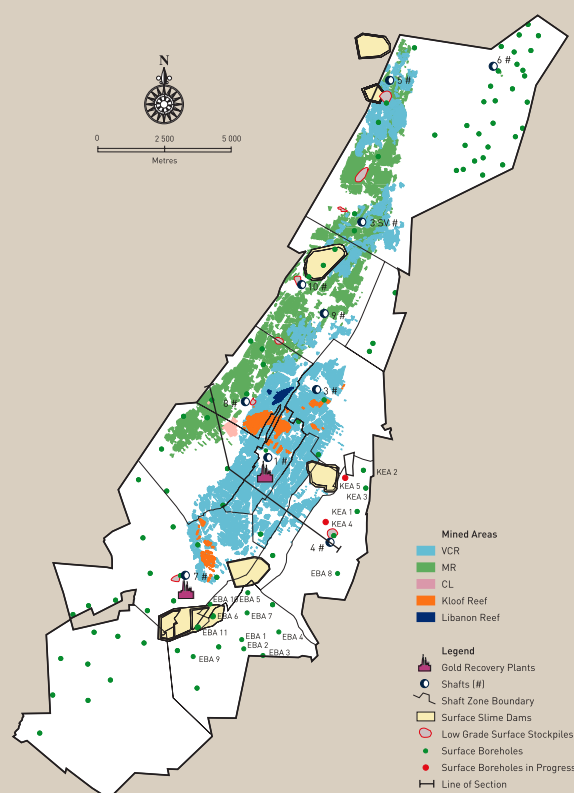 N
0 2 500 5 000
Metres
6 #
5 #
3 SV #
10 #
9 #
3 #
8 #
1 #
KEA 2
KEA 5
KEA 3
KEA 1
KEA 4
4 #
EBA 8
7 #
EBA 10
EBA 5
EBA 6
EBA 7
EBA 11
EBA 1
EBA 4
EBA 2
EBA 3
EBA 9
Mined Areas
VCR
MR
CL
Kloof Reef
Libanon Reef
Legend
Gold Recovery Plants
Shafts (#)
Shaft Zone Boundary
Surface Slime Dams
Low Grade Surface Stockpiles
Surface Boreholes
Surface Boreholes in Progress
Line of Section